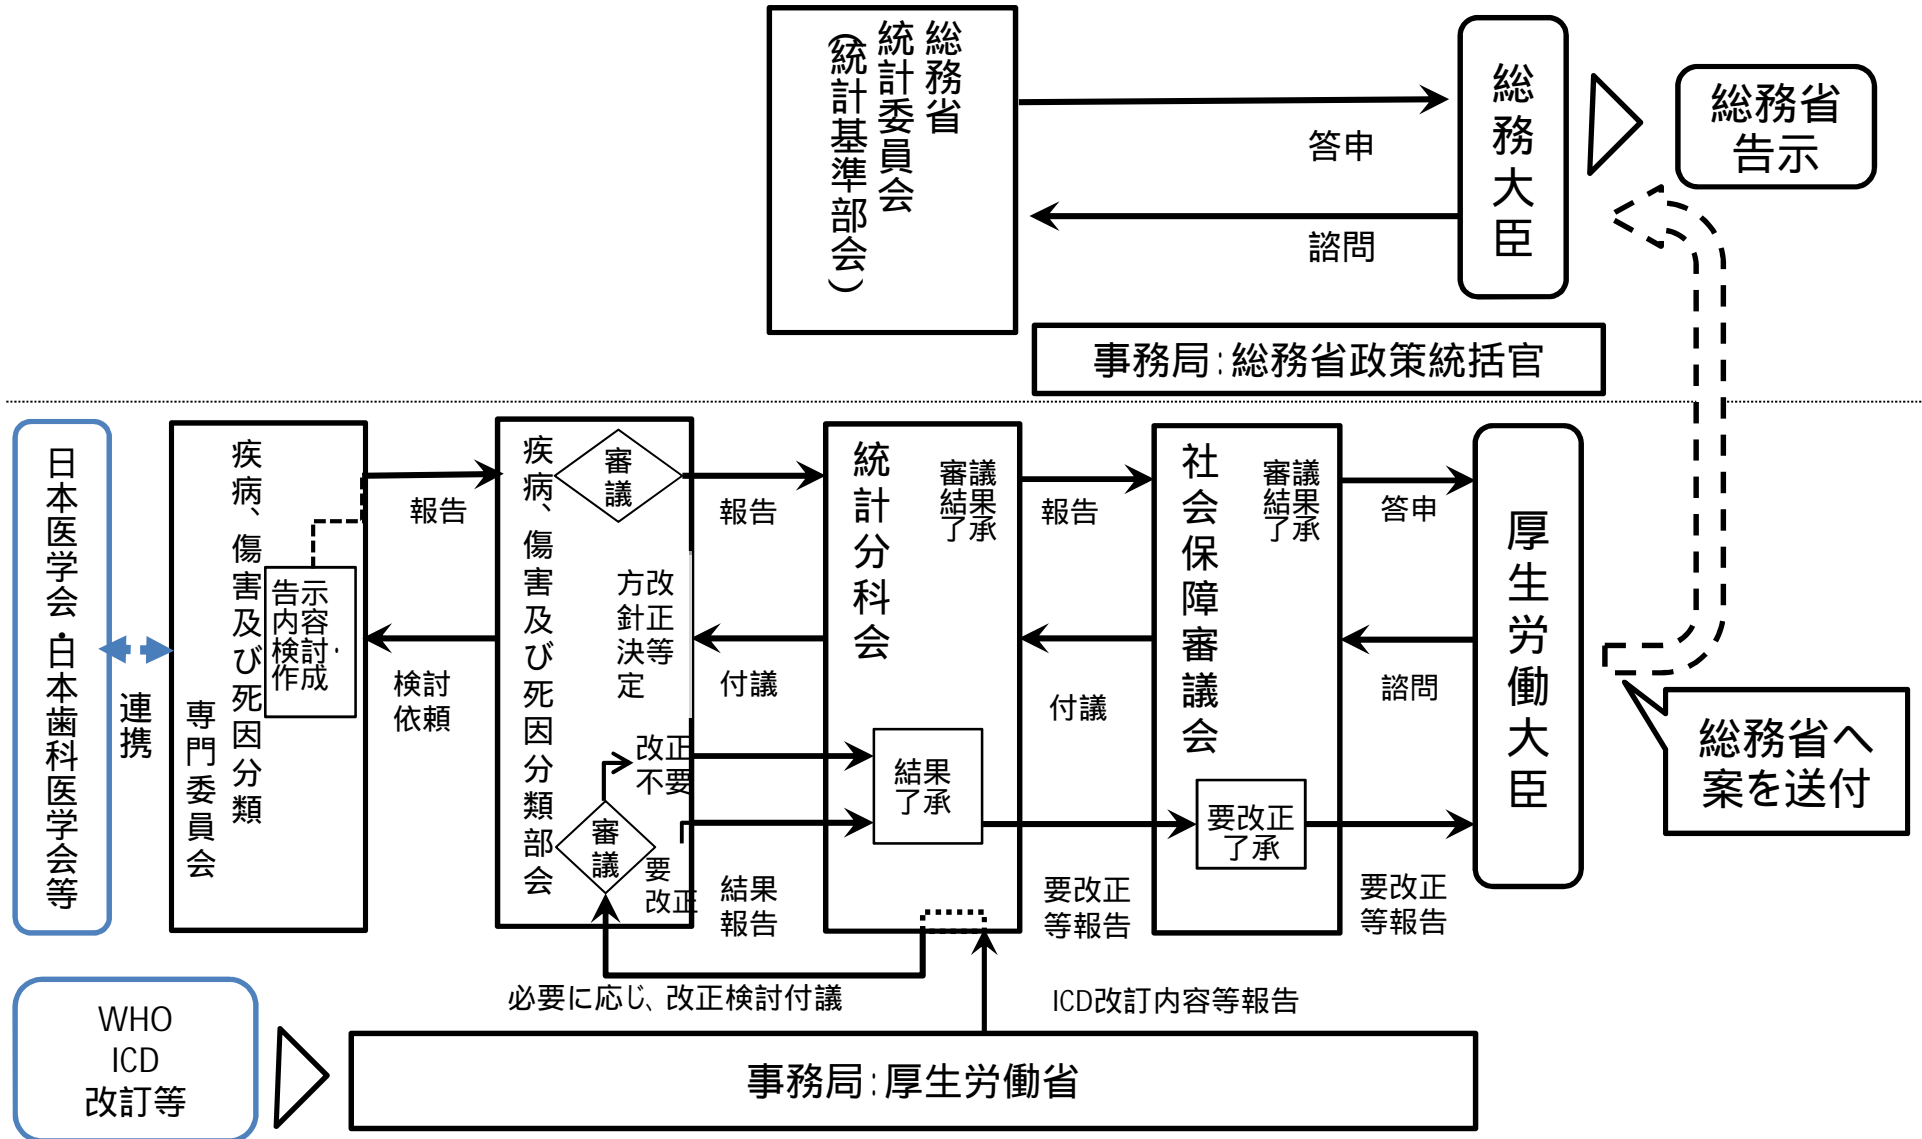 総務省
統計委員会
(統計基準部会)
答申
諮問
総務大臣
総務省
告示
事務局:総務省政策統括官
日本医学会・日本歯科医学会等
連携
疾病、傷害及び死因分類
専門委員会
告示
内容
検討・
作成
報告
検討
依頼
疾病、傷害及び死因分類部会
審議
改正等
方針決定
改正
不要
審議
要
改正
報告
付議
結果
報告
統計分科会
審議
結果
了承
結果
了承
報告
付議
要改正
等報告
社会保障審議会
審議
結果
了承
要改正
了承
答申
諮問
要改正
等報告
厚生労働大臣
総務省へ
案を送付
必要に応じ、改正検討付議
ICD改訂内容等報告
WHO
ICD
改訂等
事務局:厚生労働省